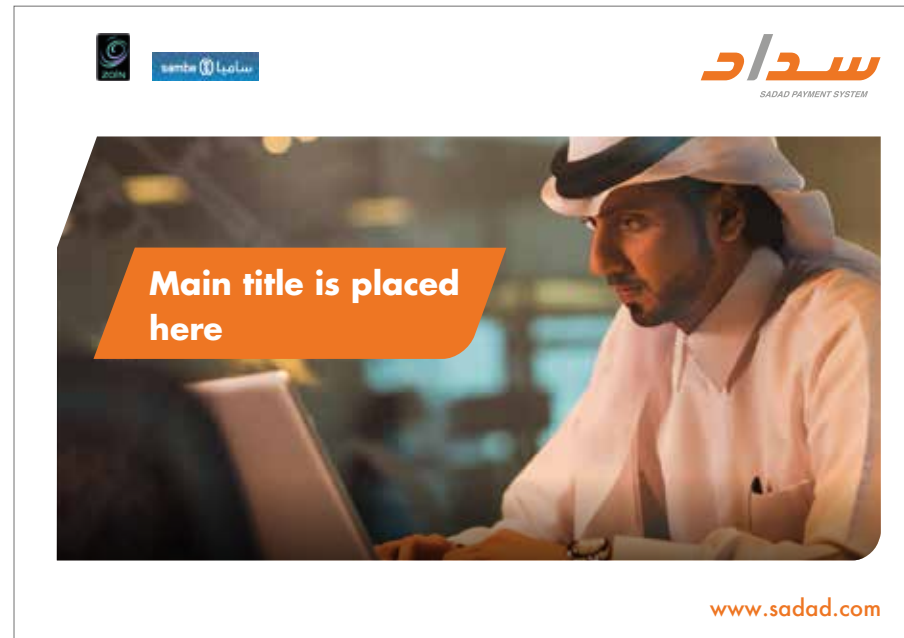 ZAIN
samba سامبا
سداد
SADAD PAYMENT SYSTEM
Main title is placed
here
www.sadad.com